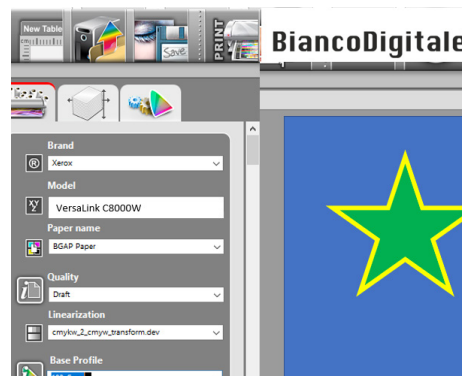 New Table
Save
PRINT
BiancoDigitale
Brand
® Xerox
Model
XYZ VersaLink C8000W
Paper name
BGAP Paper
Quality
Draft
Linearization
cmykw_2_cmyw_transform.dev
Base Profile